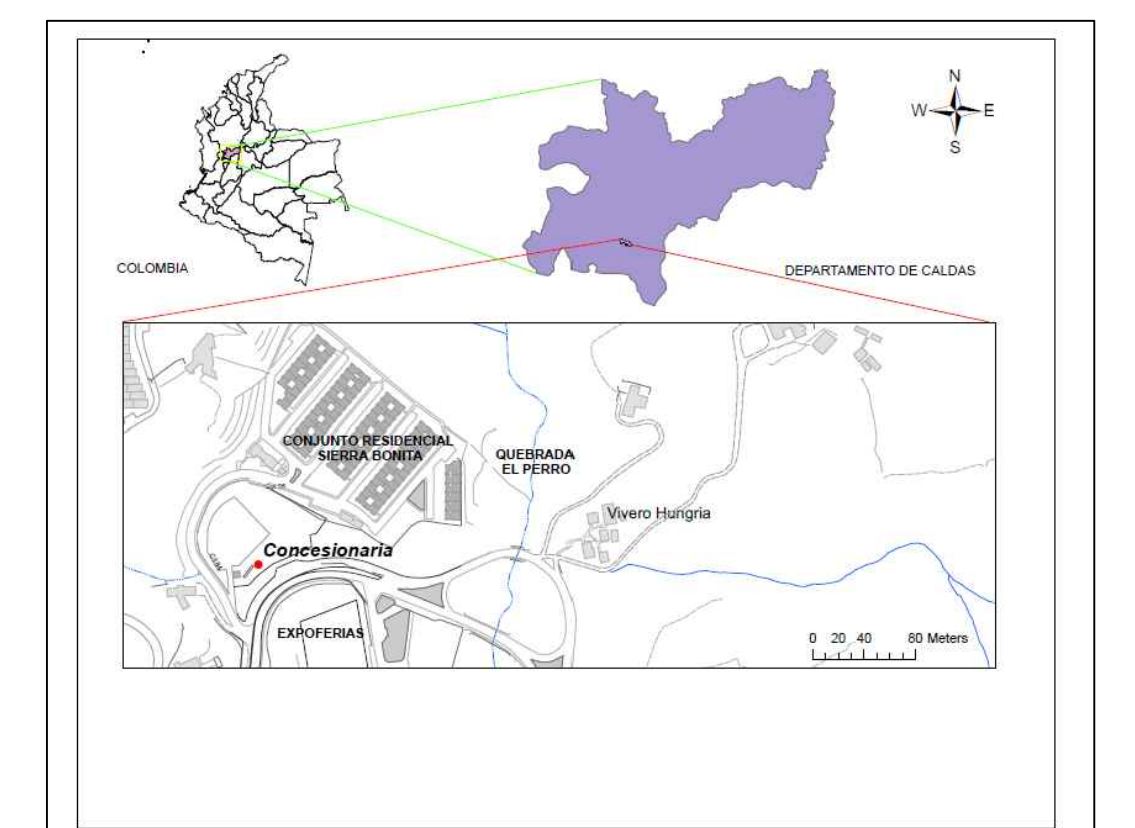 N
W E
S
COLOMBIA
DEPARTAMENTO DE CALDAS
CONJUNTO RESIDENCIAL
SIERRA BONITA
QUEBRADA
EL PERRO
Vivero Hungria
Concesionaria
EXPOFERIAS
0 20 40 80 Meters